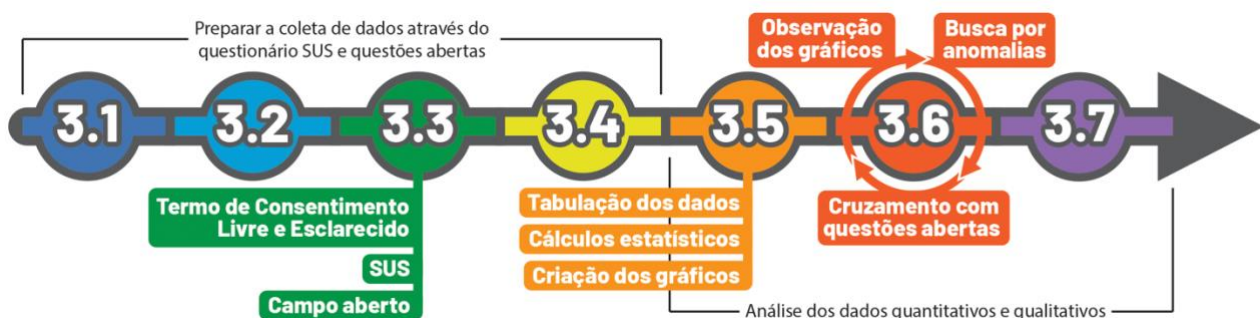 Preparar a coleta de dados através do
questionário SUS e questões abertas
Observação
dos gráficos
Busca por
anomalias
3.1
3.2
3.3
3.4
3.5
3.6
3.7
Termo de Consentimento
Livre e Esclarecido
SUS
Campo aberto
Tabulação dos dados
Cálculos estatísticos
Criação dos gráficos
Cruzamento com
questões abertas
Análise dos dados quantitativos e qualitativos